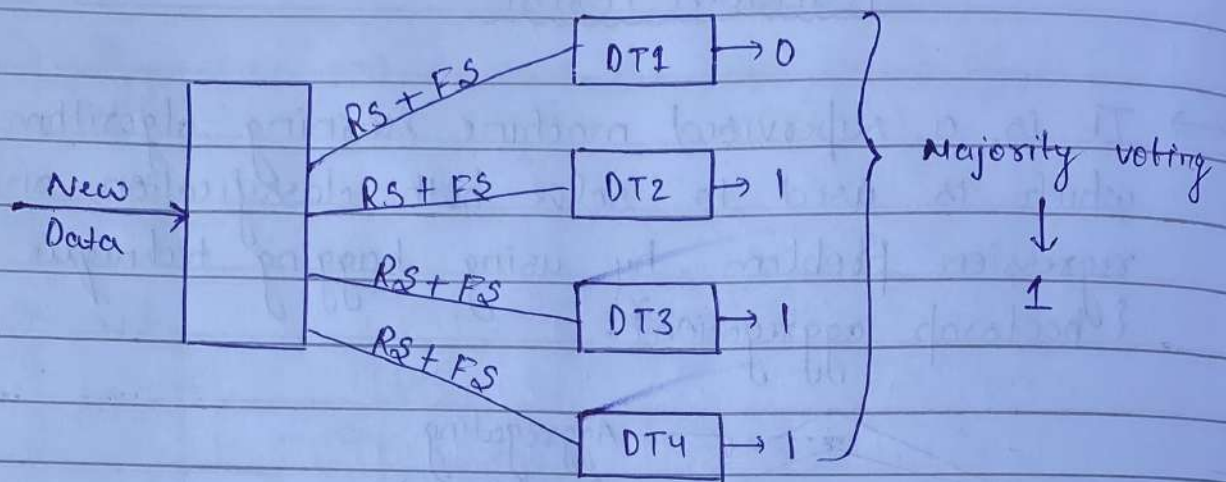 RS + FS
DT1 → 0
New
Data
RS + FS
DT2 → 1
Majority voting
↓
1
RS + FS
DT3 → 1
RS + FS
DT4 → 1